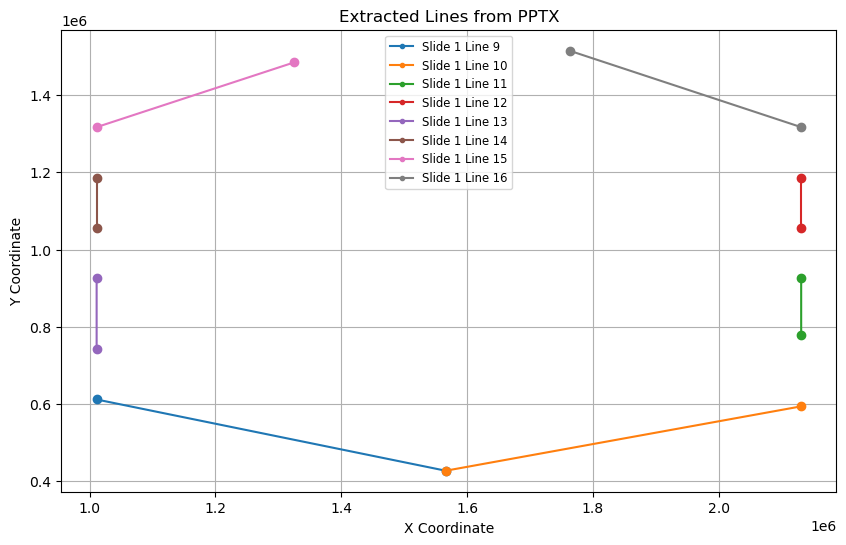 Extracted Lines from PPTX
1e6
Slide 1 Line 9
Slide 1 Line 10
Slide 1 Line 11
Slide 1 Line 12
Slide 1 Line 13
Slide 1 Line 14
Slide 1 Line 15
Slide 1 Line 16
1.4
1.2
1.0
0.8
0.6
0.4
Y Coordinate
1.0 1.2 1.4 1.6 1.8 2.0
X Coordinate
1e6